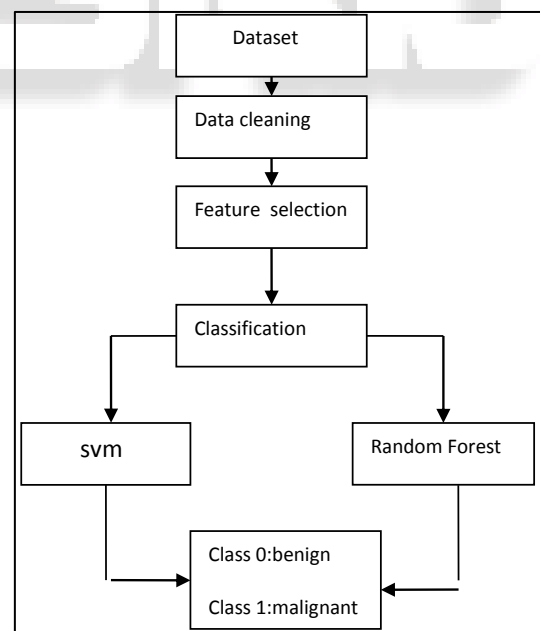 Dataset
Data cleaning
Feature selection
Classification
svm
Random Forest
Class 0:benign
Class 1:malignant